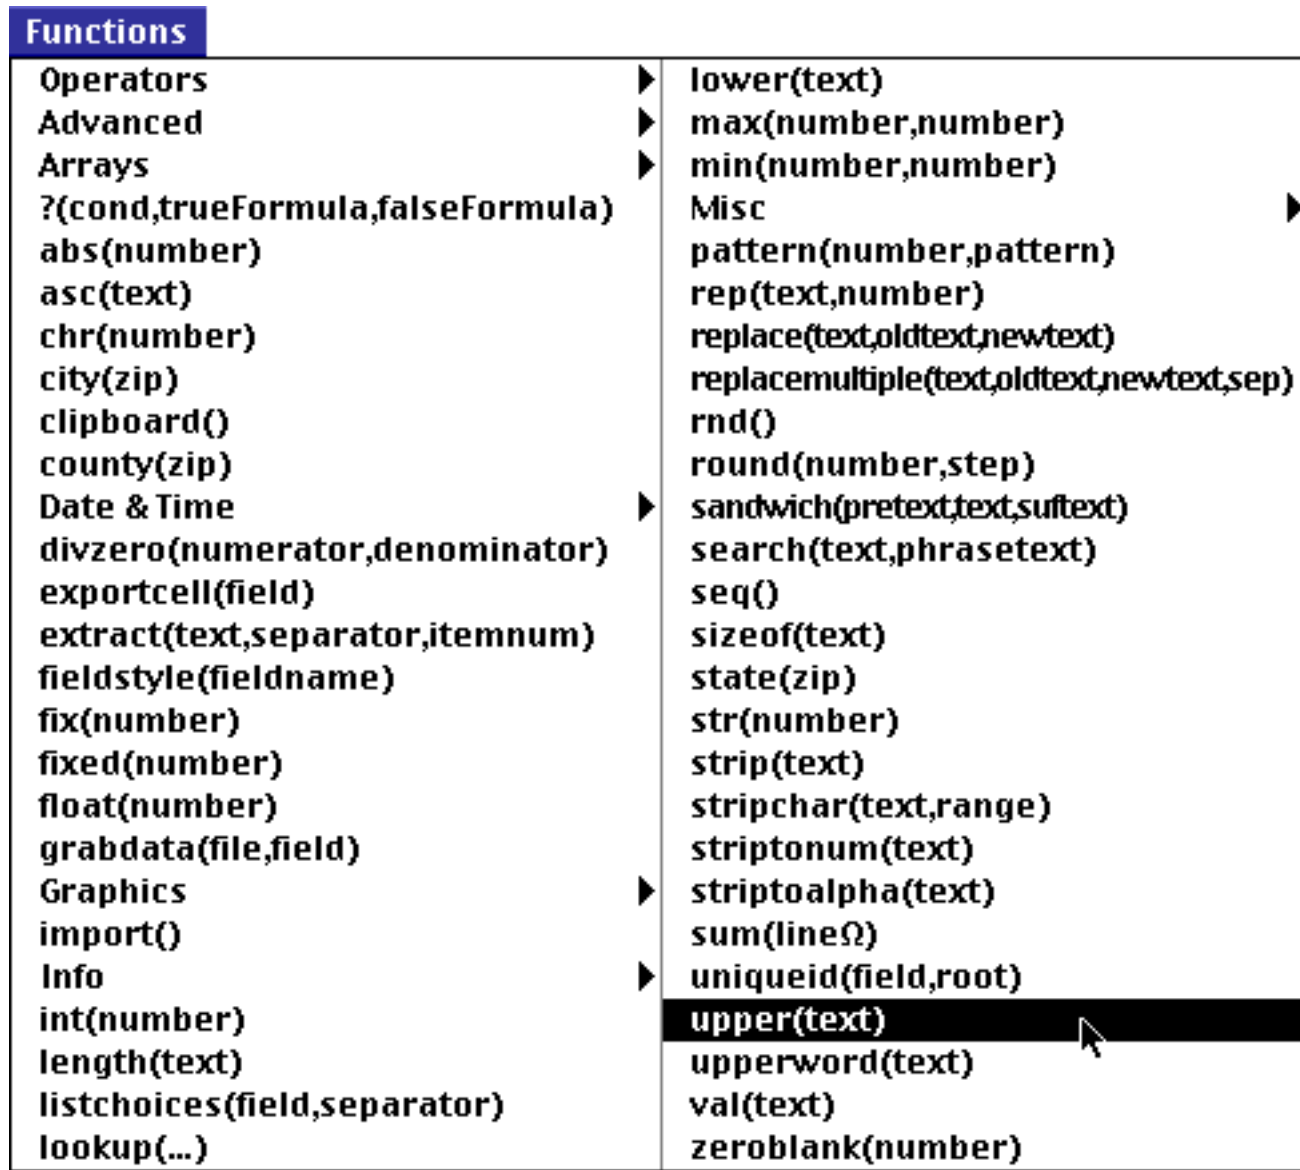 Functions
Operators
Advanced
Arrays
?(cond,trueFormula,falseFormula)
abs(number)
asc(text)
chr(number)
city(zip)
clipboard()
county(zip)
Date & Time
divzero(numerator,denominator)
exportcell(field)
extract(text,separator,itemnum)
fieldstyle(fieldname)
fix(number)
fixed(number)
float(number)
grabdata(file,field)
Graphics
import()
Info
int(number)
length(text)
listchoices(field,separator)
lookup(...)
lower(text)
max(number,number)
min(number,number)
Misc
pattern(number,pattern)
rep(text,number)
replace(text,oldtext,newtext)
replacemultiple(text,oldtext,newtext,sep)
rnd()
round(number,step)
sandwich(pretext,text,suftext)
search(text,phrasetext)
seq()
sizeof(text)
state(zip)
str(number)
strip(text)
stripchar(text,range)
striptonum(text)
striptoalpha(text)
sum(lineΩ)
uniqueid(field,root)
upper(text)
upperword(text)
val(text)
zeroblank(number)